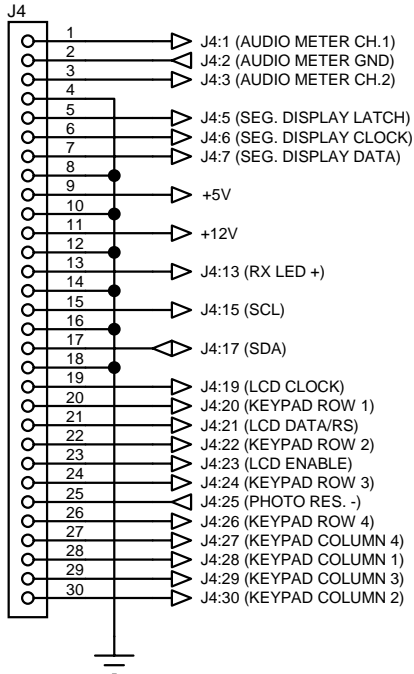 J4
1 J4:1 (AUDIO METER CH.1)
2 J4:2 (AUDIO METER GND)
3 J4:3 (AUDIO METER CH.2)
4
5 J4:5 (SEG. DISPLAY LATCH)
6 J4:6 (SEG. DISPLAY CLOCK)
7 J4:7 (SEG. DISPLAY DATA)
8
9 +5V
10
11 +12V
12
13 J4:13 (RX LED +)
14
15 J4:15 (SCL)
16
17 J4:17 (SDA)
18
19 J4:19 (LCD CLOCK)
20 J4:20 (KEYPAD ROW 1)
21 J4:21 (LCD DATA/RS)
22 J4:22 (KEYPAD ROW 2)
23 J4:23 (LCD ENABLE)
24 J4:24 (KEYPAD ROW 3)
25 J4:25 (PHOTO RES. -)
26 J4:26 (KEYPAD ROW 4)
27 J4:27 (KEYPAD COLUMN 4)
28 J4:28 (KEYPAD COLUMN 1)
29 J4:29 (KEYPAD COLUMN 3)
30 J4:30 (KEYPAD COLUMN 2)